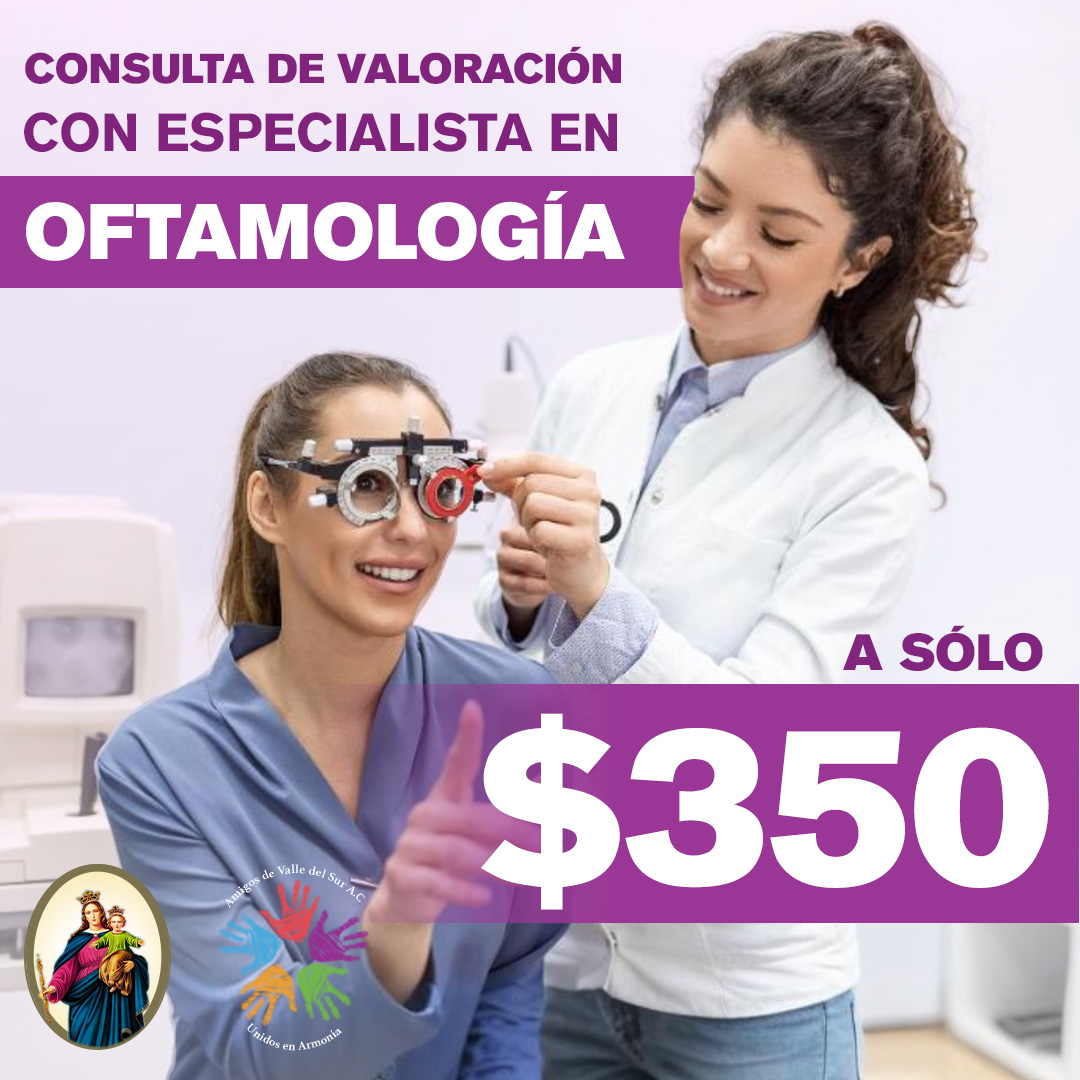 CONSULTA DE VALORACIÓN
CON ESPECIALISTA EN
OFTAMOLOGÍA
A SÓLO
$350
Amigos de Valle del Sur A.C
Unidos en Armonia